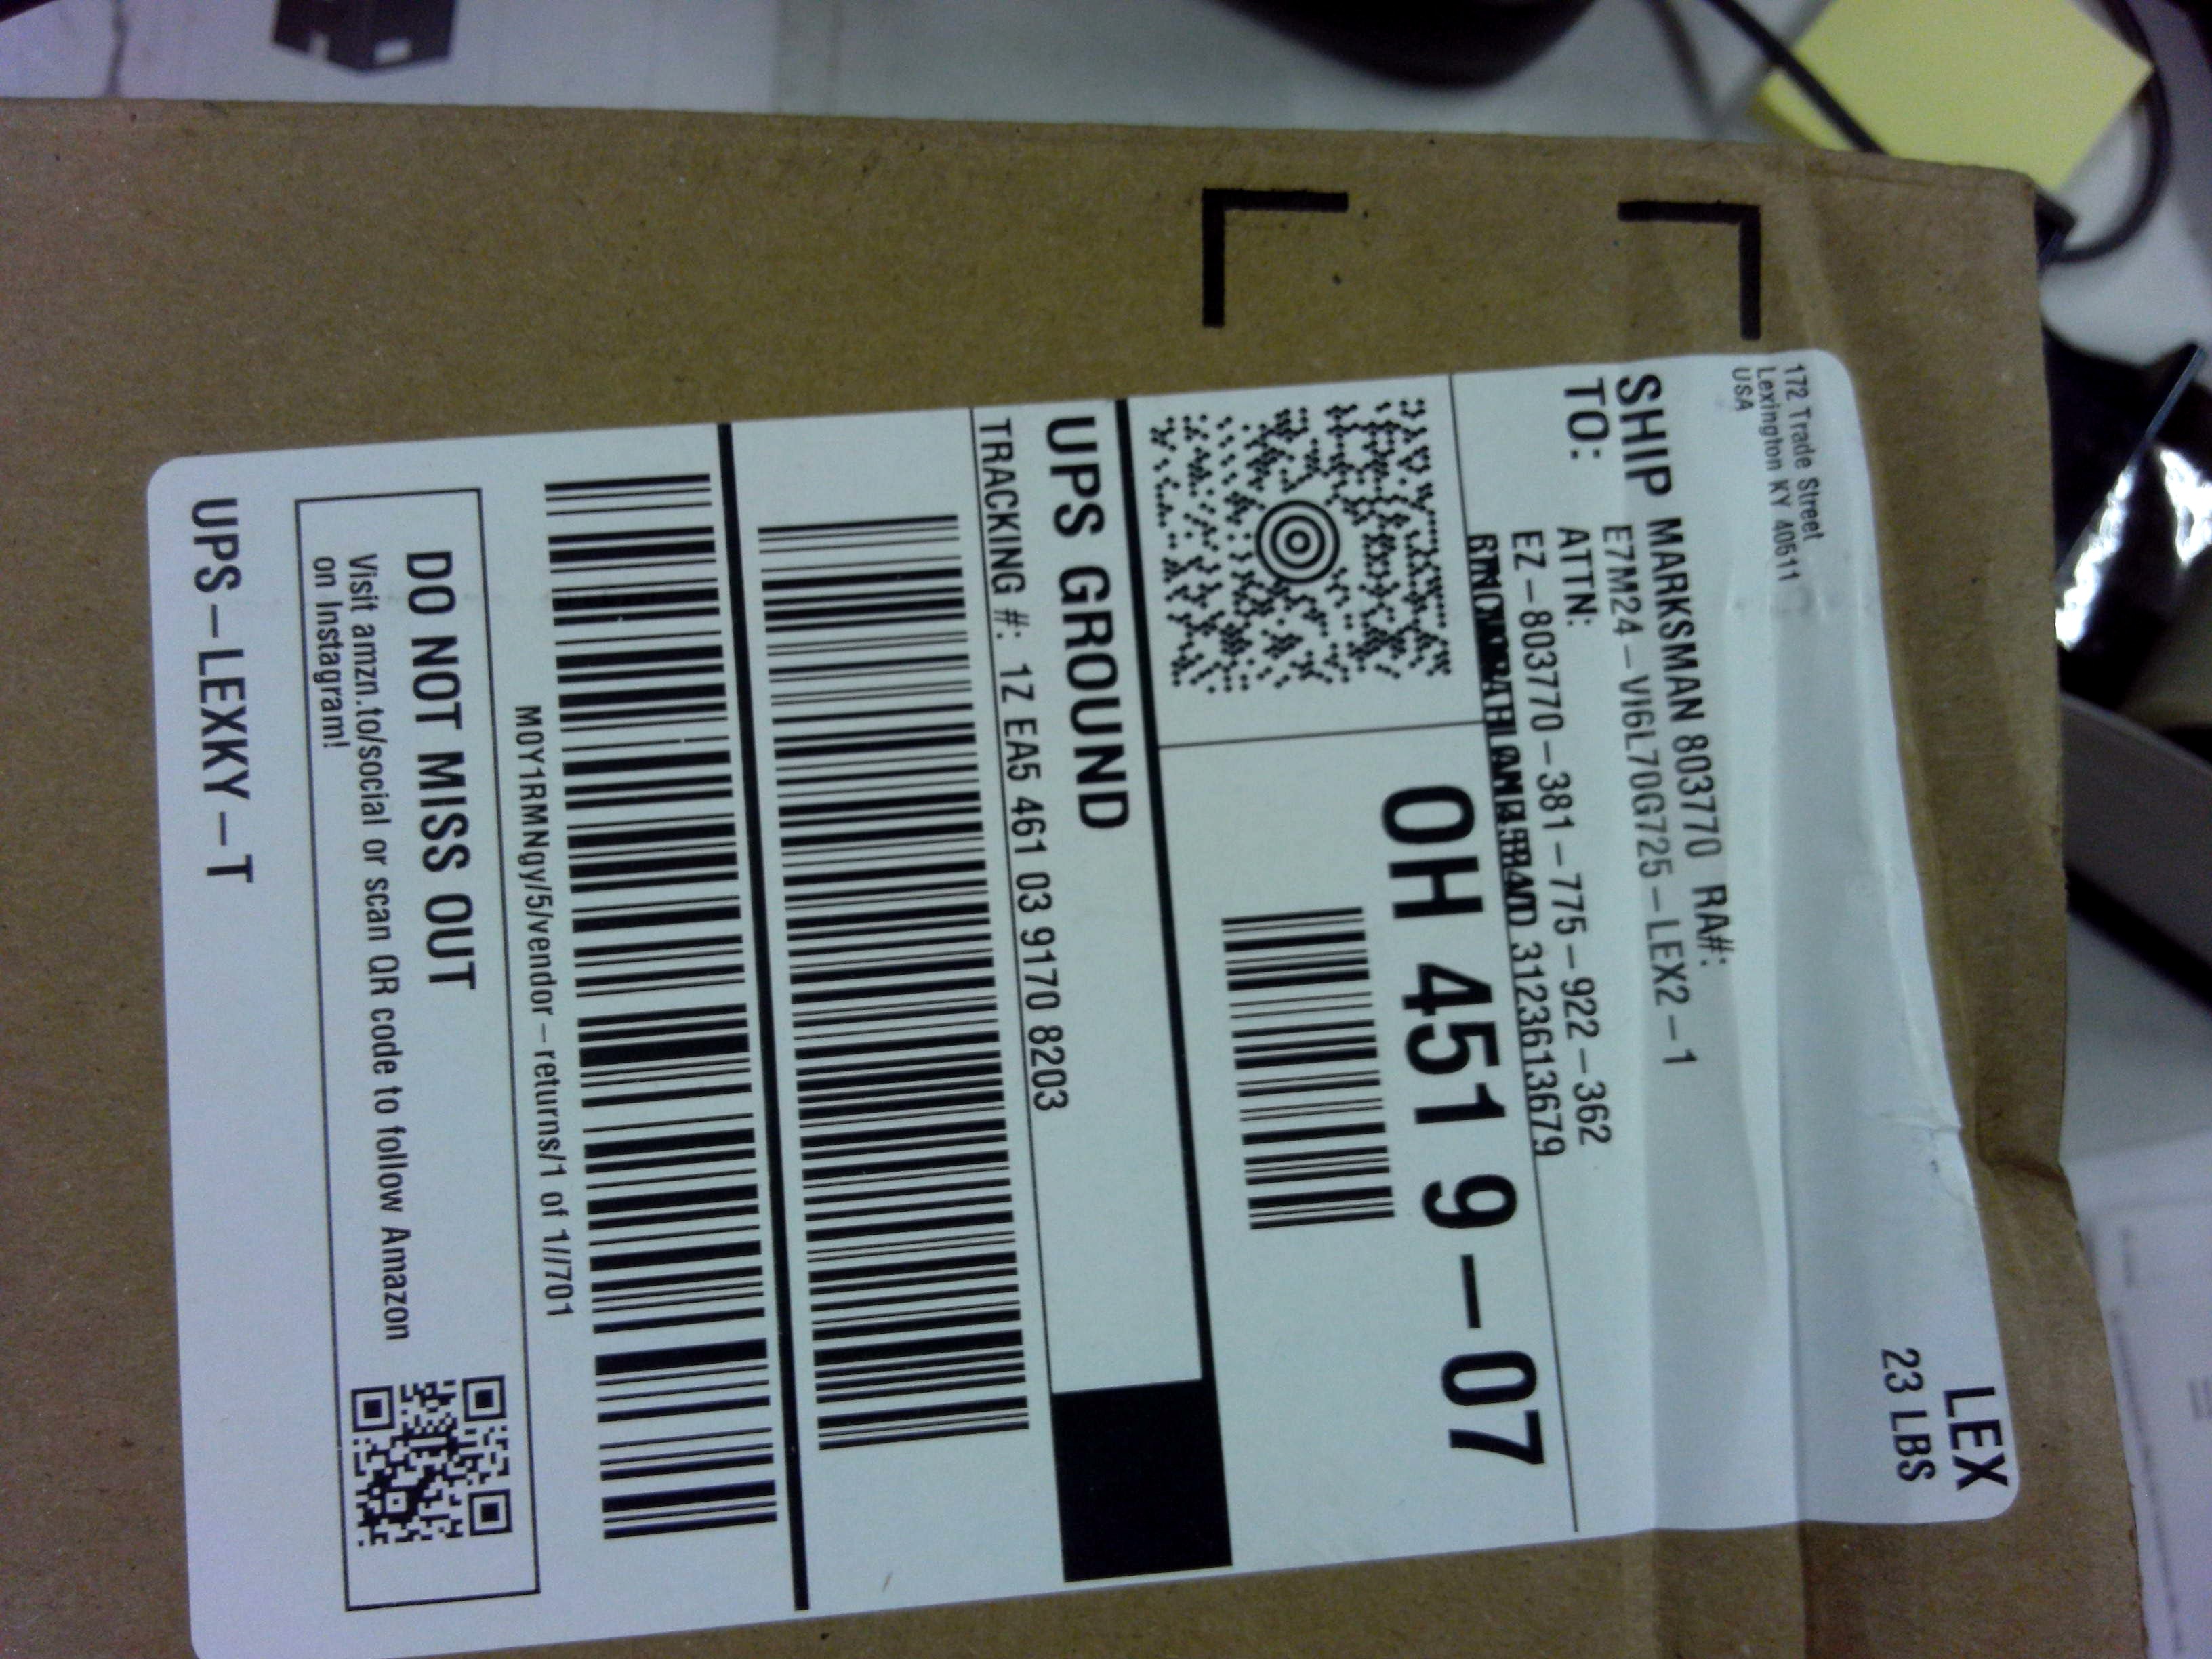 LEX
23 LBS
172 Trade Street
Lexington KY 40511
USA
SHIP MARKSMAN 803770 RA#:
TO: E7M24-VI6L70G725-LEX2-1
ATTN:
EZ-803770-381-775-922-362
3123613679
OH 451 9-07
UPS GROUND
TRACKING #: 1Z EA5 461 03 9170 8203
M0Y1RMNgy/5/vendor-returns/1 of 1//701
DO NOT MISS OUT
Visit amzn.to/social or scan QR code to follow Amazon
on Instagram!
UPS-LEXKY-T